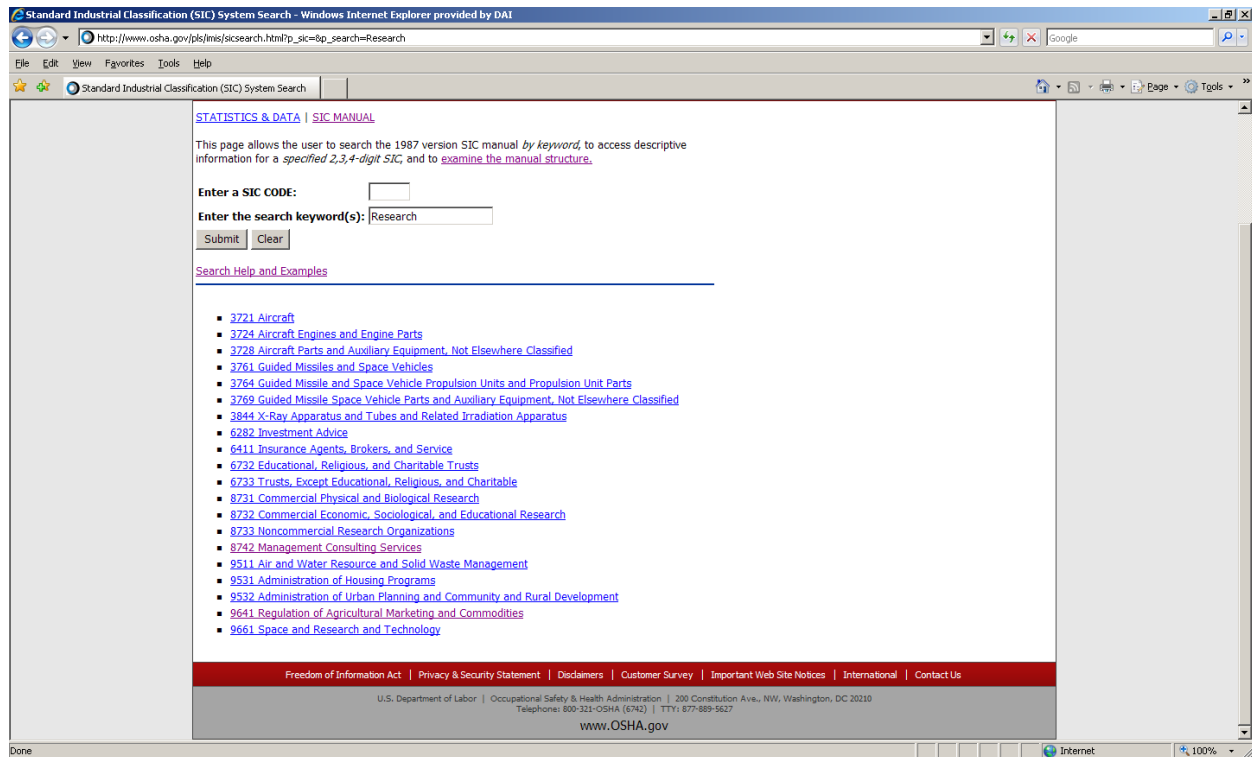 Standard Industrial Classification (SIC) System Search - Windows Internet Explorer provided by DAI
http://www.osha.gov/pls/imis/sicsearch.html?p_sic=&p_search=Research
Google
File Edit View Favorites Tools Help
Standard Industrial Classification (SIC) System Search
Page Tools »
STATISTICS & DATA | SIC MANUAL
This page allows the user to search the 1987 version SIC manual by keyword, to access descriptive
information for a specified 2,3,4-digit SIC, and to examine the manual structure.
Enter a SIC CODE:
Enter the search keyword(s): Research
Submit Clear
Search Help and Examples
3721 Aircraft
3724 Aircraft Engines and Engine Parts
3728 Aircraft Parts and Auxiliary Equipment, Not Elsewhere Classified
3761 Guided Missiles and Space Vehicles
3764 Guided Missile and Space Vehicle Propulsion Units and Propulsion Unit Parts
3769 Guided Missile Space Vehicle Parts and Auxiliary Equipment, Not Elsewhere Classified
3844 X-Ray Apparatus and Tubes and Related Irradiation Apparatus
6282 Investment Advice
6411 Insurance Agents, Brokers, and Service
6732 Educational, Religious, and Charitable Trusts
6733 Trusts, Except Educational, Religious, and Charitable
8731 Commercial Physical and Biological Research
8732 Commercial Economic, Sociological, and Educational Research
8733 Noncommercial Research Organizations
8742 Management Consulting Services
9511 Air and Water Resource and Solid Waste Management
9531 Administration of Housing Programs
9532 Administration of Urban Planning and Community and Rural Development
9641 Regulation of Agricultural Marketing and Commodities
9661 Space and Research and Technology
Freedom of Information Act | Privacy & Security Statement | Disclaimers | Customer Survey | Important Web Site Notices | International | Contact Us
U.S. Department of Labor | Occupational Safety & Health Administration | 200 Constitution Ave., NW, Washington, DC 20210
Telephone: 800-321-OSHA (6742) | TTY: 877-889-5627
www.OSHA.gov
Done
Internet
100%